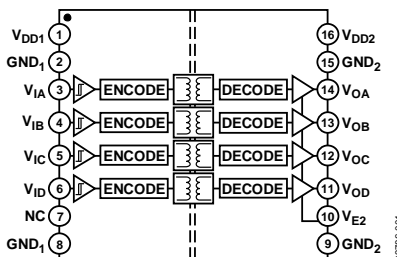 VDD1 1 16 VDD2
GND1 2 15 GND2
VIA 3 ENCODE DECODE 14 VOA
VIB 4 ENCODE DECODE 13 VOB
VIC 5 ENCODE DECODE 12 VOC
VID 6 ENCODE DECODE 11 VOD
NC 7 10 VE2
GND1 8 9 GND2